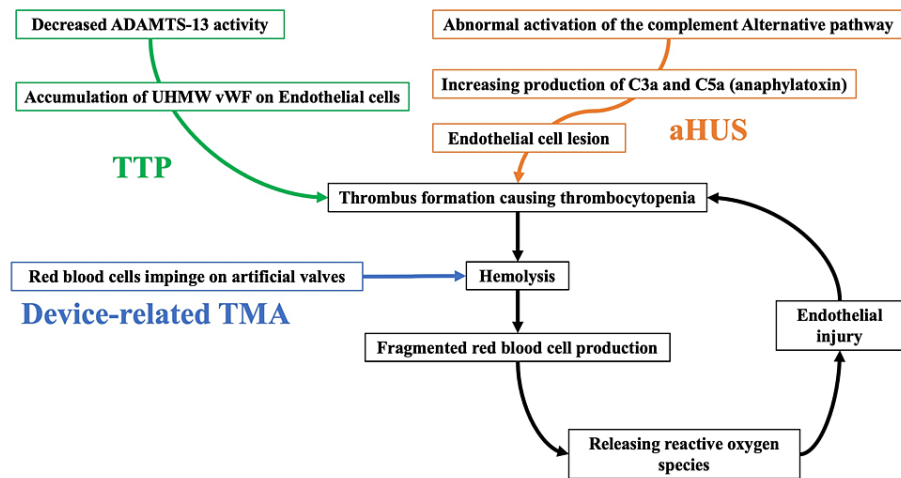 Decreased ADAMTS-13 activity
Abnormal activation of the complement Alternative pathway
Accumulation of UHMW vWF on Endothelial cells
Increasing production of C3a and C5a (anaphylatoxin)
TTP
Endothelial cell lesion
aHUS
Thrombus formation causing thrombocytopenia
Red blood cells impinge on artificial valves
Hemolysis
Device-related TMA
Endothelial
injury
Fragmented red blood cell production
Releasing reactive oxygen
species